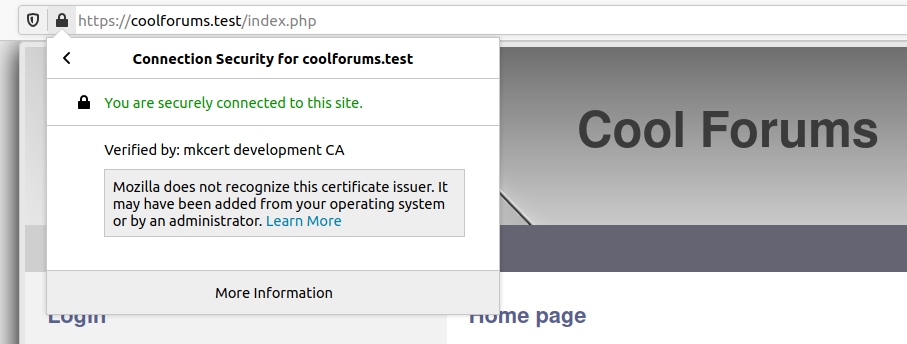 https://coolforums.test/index.php
Connection Security for coolforums.test
You are securely connected to this site.
Verified by: mkcert development CA
Mozilla does not recognize this certificate issuer. It
may have been added from your operating system
or by an administrator. Learn More
More Information
Cool Forums
Login
Home page